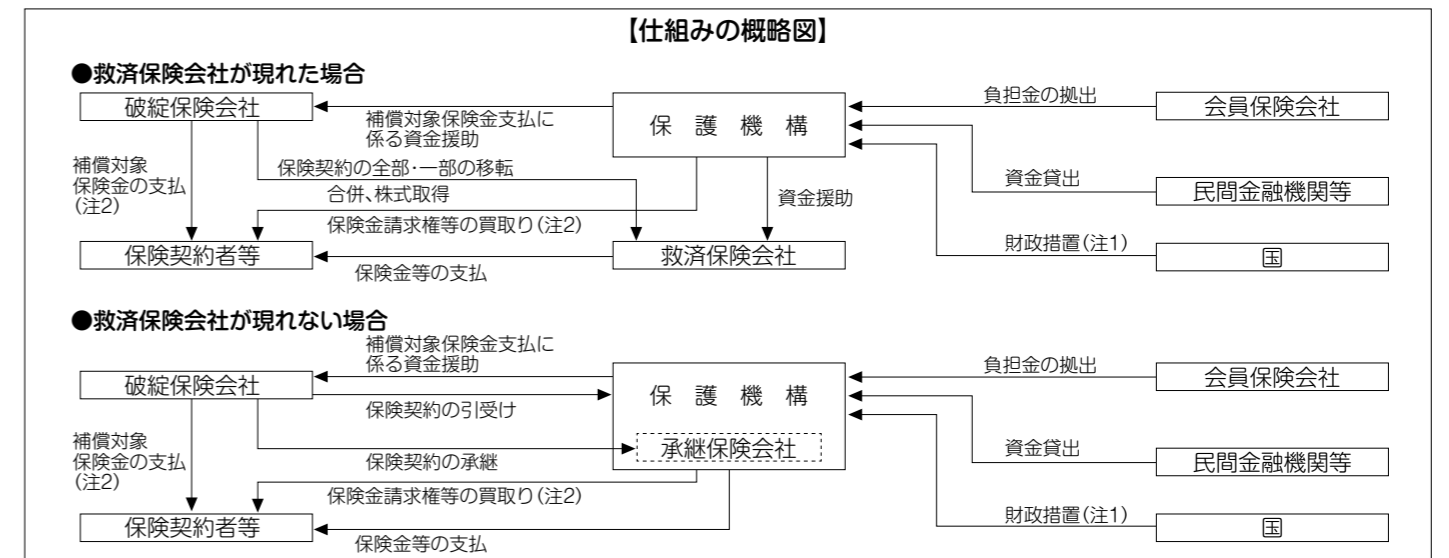 【仕組みの概略図】
●救済保険会社が現れた場合
破綻保険会社
補償対象保険金支払に
係る資金援助
保護機構
負担金の拠出
会員保険会社
補償対象
保険金の支払
(注2)
保険契約の全部・一部の移転
合併、株式取得
資金援助
資金貸出
民間金融機関等
保険金請求権等の買取り(注2)
財政措置(注1)
国
保険契約者等
保険金等の支払
救済保険会社
●救済保険会社が現れない場合
補償対象保険金支払に
係る資金援助
破綻保険会社
保険契約の引受け
保護機構
負担金の拠出
会員保険会社
補償対象
保険金の支払
(注2)
保険契約の承継
承継保険会社
資金貸出
民間金融機関等
保険金請求権等の買取り(注2)
財政措置(注1)
国
保険契約者等
保険金等の支払